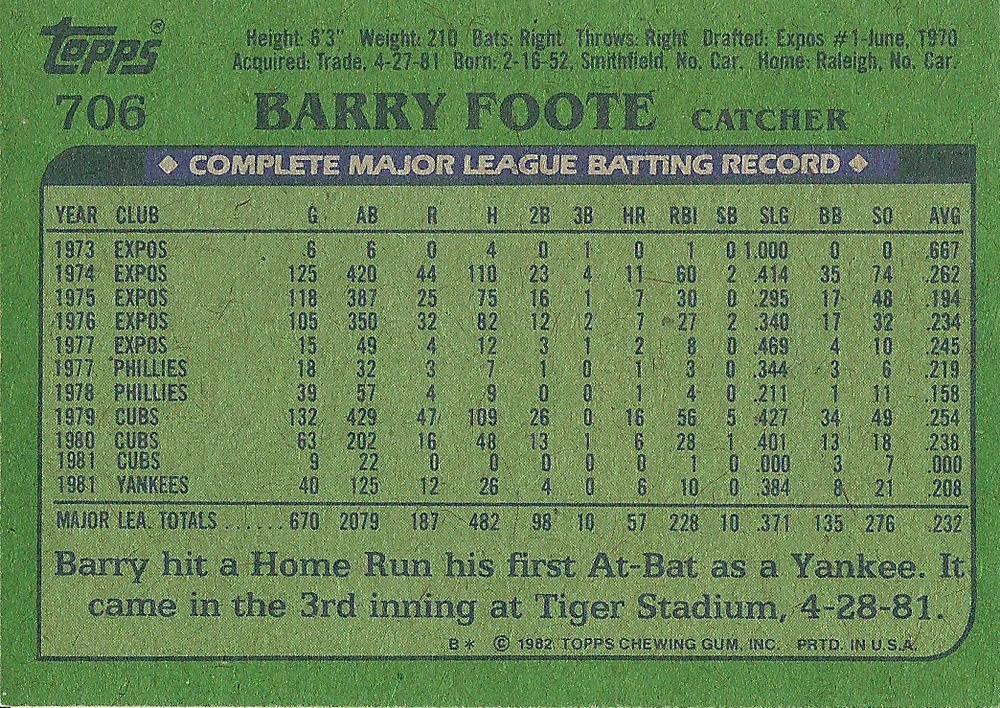 Topps®
Height: 6'3" Weight: 210 Bats: Right Throws: Right Drafted: Expos #1-June, 1970
Acquired: Trade, 4-27-81 Born: 2-16-52, Smithfield, No. Car. Home: Raleigh, No. Car.
706 BARRY FOOTE CATCHER
◆ COMPLETE MAJOR LEAGUE BATTING RECORD ◆
YEAR CLUB G AB R H 2B 3B HR RBI SB SLG BB SO AVG
1973 EXPOS 6 6 0 4 0 1 0 1 0 1.000 0 0 .667
1974 EXPOS 125 420 44 110 23 4 11 60 2 .414 35 74 .262
1975 EXPOS 118 387 25 75 16 1 7 30 0 .295 17 48 .194
1976 EXPOS 105 350 32 82 12 2 7 27 2 .340 17 32 .234
1977 EXPOS 15 49 4 12 3 1 2 8 0 .469 4 10 .245
1977 PHILLIES 18 32 3 7 1 0 1 3 0 .344 3 6 .219
1978 PHILLIES 39 57 4 9 0 0 1 4 0 .211 1 11 .158
1979 CUBS 132 429 47 109 26 0 16 56 5 .427 34 49 .254
1980 CUBS 63 202 16 48 13 1 6 28 1 .401 13 18 .238
1981 CUBS 9 22 0 0 0 0 0 1 0 .000 3 7 .000
1981 YANKEES 40 125 12 26 4 0 6 10 0 .384 8 21 .208
MAJOR LEA. TOTALS ...... 670 2079 187 482 98 10 57 228 10 .371 135 276 .232
Barry hit a Home Run his first At-Bat as a Yankee. It
came in the 3rd inning at Tiger Stadium, 4-28-81.
B* © 1982 TOPPS CHEWING GUM, INC. PRTD. IN U.S.A.